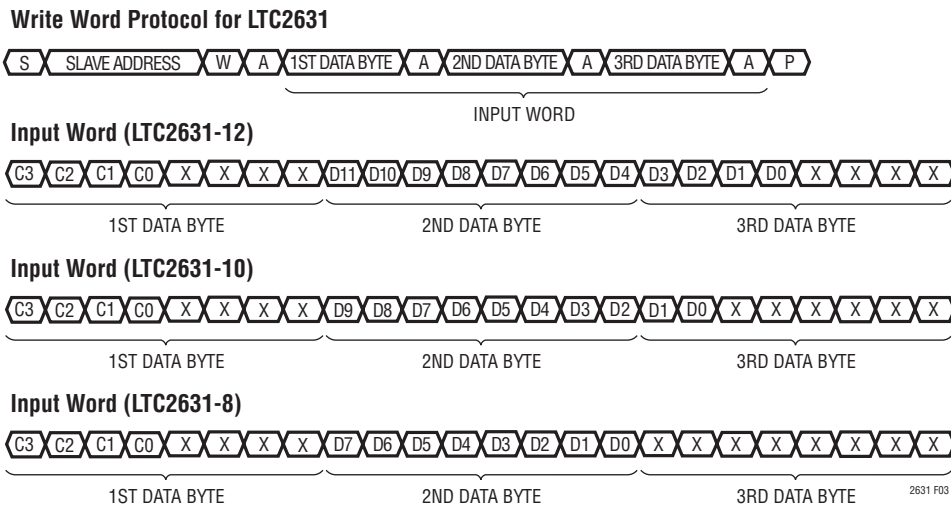 Write Word Protocol for LTC2631
S SLAVE ADDRESS W A 1ST DATA BYTE A 2ND DATA BYTE A 3RD DATA BYTE A P
INPUT WORD
Input Word (LTC2631-12)
C3 C2 C1 C0 X X X X D11 D10 D9 D8 D7 D6 D5 D4 D3 D2 D1 D0 X X X X
1ST DATA BYTE 2ND DATA BYTE 3RD DATA BYTE
Input Word (LTC2631-10)
C3 C2 C1 C0 X X X X D9 D8 D7 D6 D5 D4 D3 D2 D1 D0 X X X X X X
1ST DATA BYTE 2ND DATA BYTE 3RD DATA BYTE
Input Word (LTC2631-8)
C3 C2 C1 C0 X X X X D7 D6 D5 D4 D3 D2 D1 D0 X X X X X X X X
1ST DATA BYTE 2ND DATA BYTE 3RD DATA BYTE 2631 F03